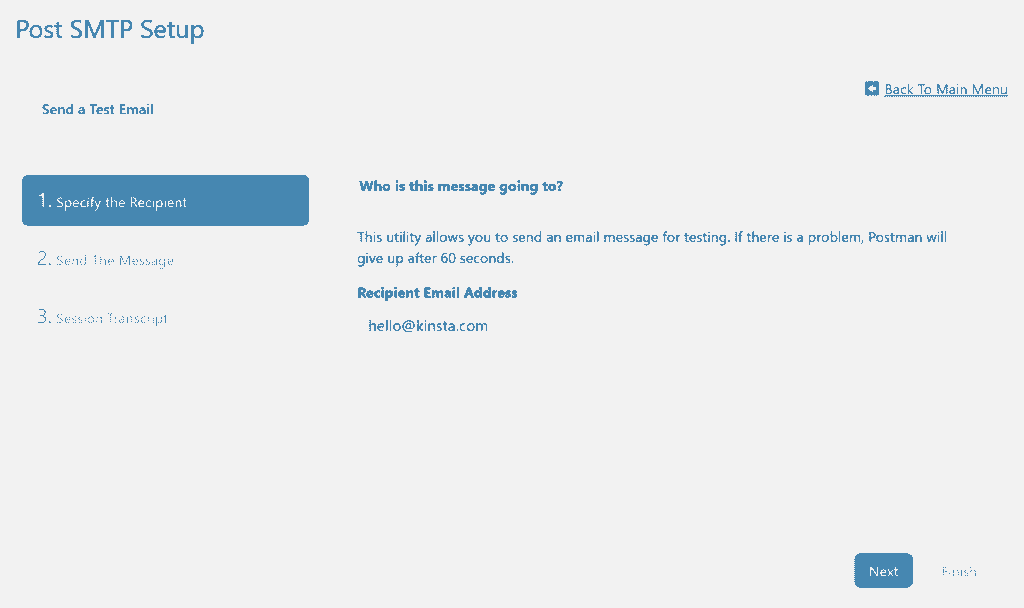 Post SMTP Setup
Back To Main Menu
Send a Test Email
1. Specify the Recipient
2. Send The Message
3. Session Transcript
Who is this message going to?
This utility allows you to send an email message for testing. If there is a problem, Postman will
give up after 60 seconds.
Recipient Email Address
hello@kinsta.com
Next
Finish